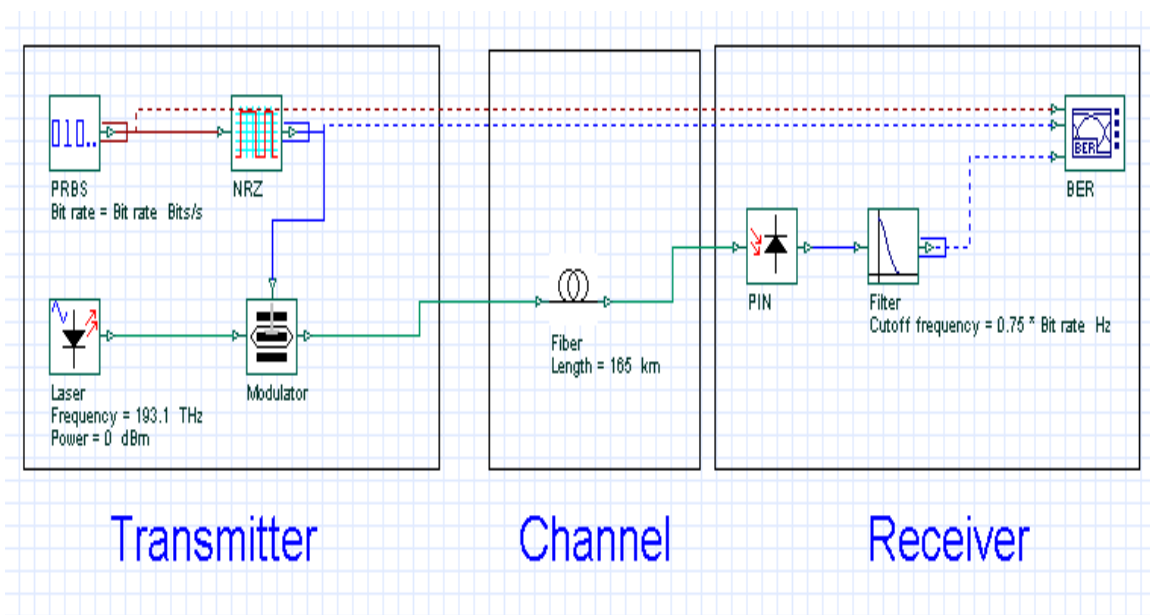 010..
PRBS
Bit rate = Bit rate Bits/s
NRZ
Laser
Frequency = 193.1 THz
Power = 0 dBm
Modulator
Fiber
Length = 165 km
PIN
Filter
Cutoff frequency = 0.75 * Bit rate Hz
BER
BER
Transmitter
Channel
Receiver